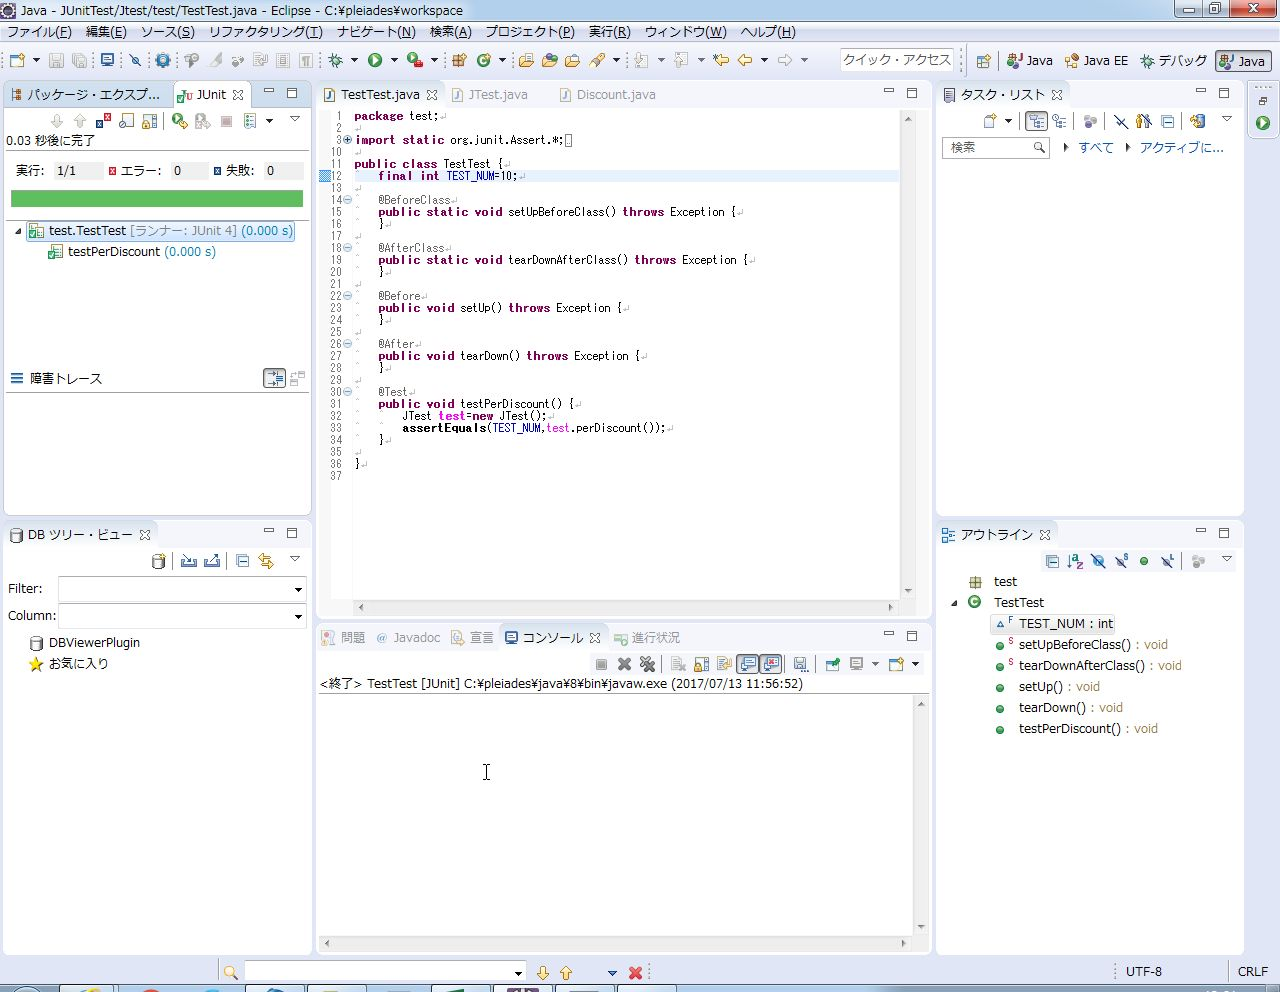 Java - JUnitTest/Jtest/test/TestTest.java - Eclipse - C:¥pleiades¥workspace
ファイル(F) 編集(E) ソース(S) リファクタリング(T) ナビゲート(N) 検索(A) プロジェクト(P) 実行(R) ウィンドウ(W) ヘルプ(H)
クイック・アクセス Java Java EE デバッグ Java
パッケージ・エクスプ... JUnit
0.03 秒後に完了
実行: 1/1 エラー: 0 失敗: 0
test.TestTest [ランナー: JUnit 4] (0.000 s)
testPerDiscount (0.000 s)
障害トレース
DB ツリー・ビュー
Filter:
Column:
DBViewerPlugin
お気に入り
TestTest.java JTest.java Discount.java
1 package test;
2
3 import static org.junit.Assert.*;
10
11 public class TestTest {
12 final int TEST_NUM=10;
13
14 @BeforeClass
15 public static void setUpBeforeClass() throws Exception {
16 }
17
18 @AfterClass
19 public static void tearDownAfterClass() throws Exception {
20 }
21
22 @Before
23 public void setUp() throws Exception {
24 }
25
26 @After
27 public void tearDown() throws Exception {
28 }
29
30 @Test
31 public void testPerDiscount() {
32 JTest test=new JTest();
33 assertEquals(TEST_NUM,test.perDiscount());
34 }
35
36 }
37
問題 @ Javadoc 宣言 コンソール 進行状況
<終了> TestTest [JUnit] C:¥pleiades¥java¥8¥bin¥javaw.exe (2017/07/13 11:56:52)
タスク・リスト
検索 すべて アクティブに...
アウトライン
test
TestTest
TEST_NUM : int
setUpBeforeClass() : void
tearDownAfterClass() : void
setUp() : void
tearDown() : void
testPerDiscount() : void
UTF-8 CRLF